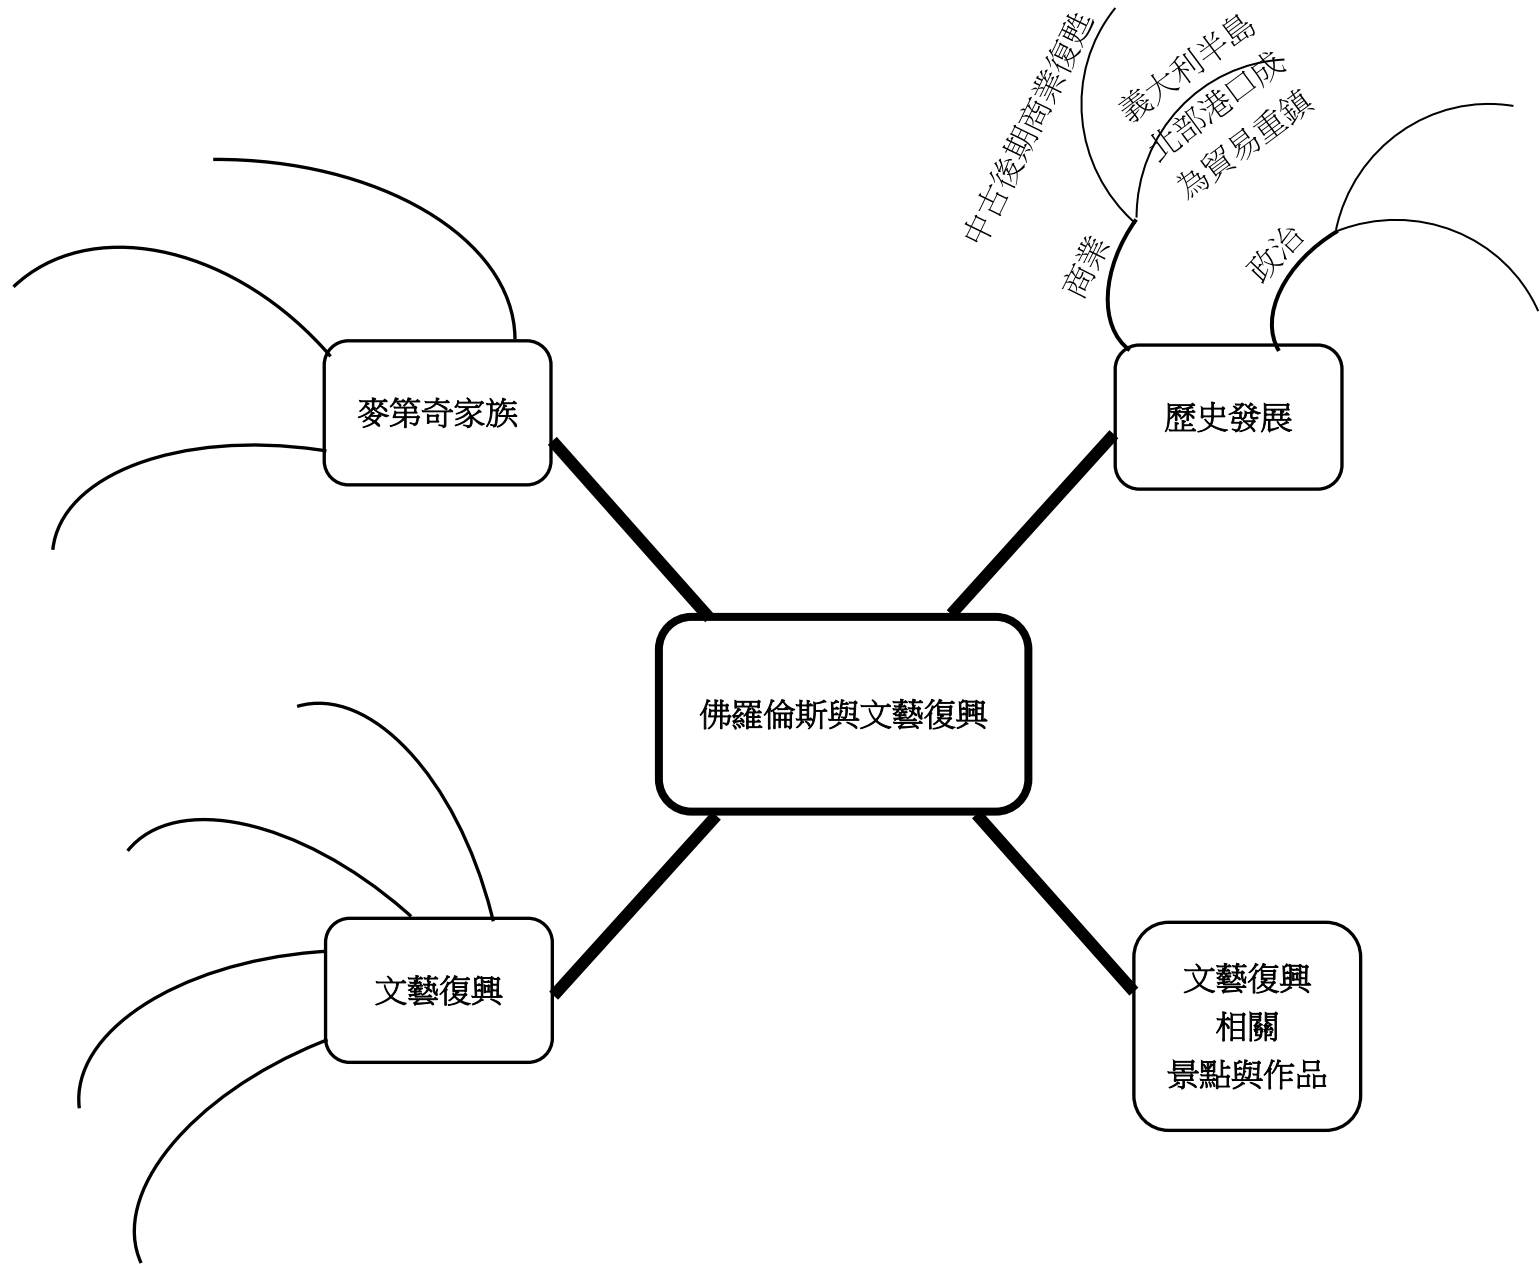 中古後期商業復甦
義大利半島
北部港口成
為貿易重鎮
商業
政治
麥第奇家族
歷史發展
佛羅倫斯與文藝復興
文藝復興
文藝復興
相關
景點與作品